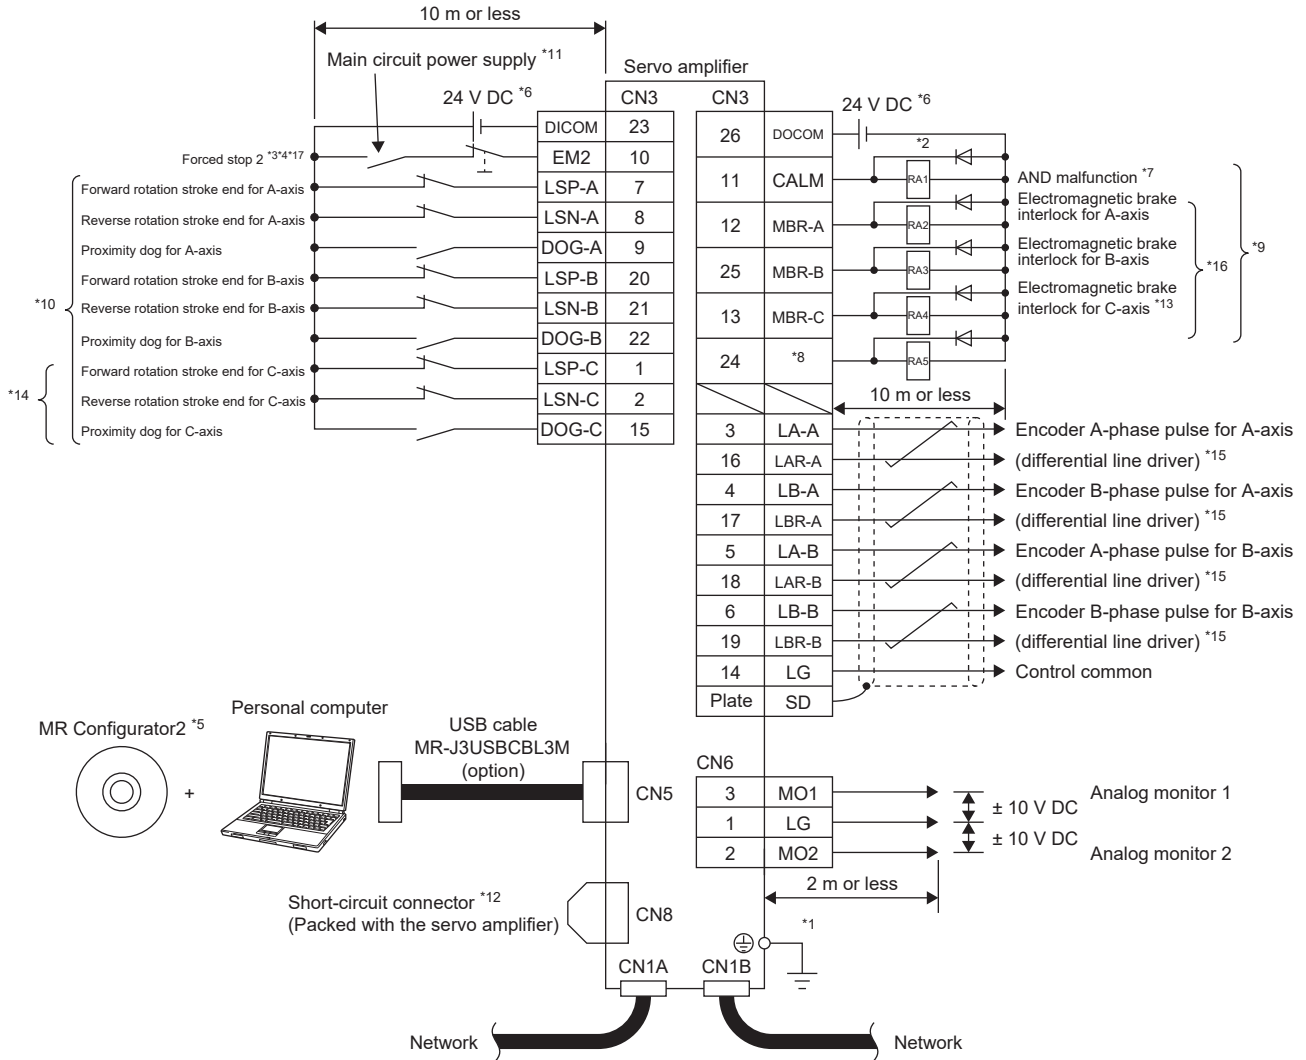 10 m or less
Main circuit power supply *11
Servo amplifier
24 V DC *6
CN3
CN3
24 V DC *6
DICOM 23
26 DOCOM
*2
Forced stop 2 *3*4*17
EM2 10
Forward rotation stroke end for A-axis
LSP-A 7
11 CALM
RA1
AND malfunction *7
Reverse rotation stroke end for A-axis
LSN-A 8
12 MBR-A
RA2
Electromagnetic brake
interlock for A-axis
Proximity dog for A-axis
DOG-A 9
25 MBR-B
RA3
Electromagnetic brake
interlock for B-axis
*16
*9
Forward rotation stroke end for B-axis
LSP-B 20
*10
Reverse rotation stroke end for B-axis
LSN-B 21
13 MBR-C
RA4
Electromagnetic brake
interlock for C-axis *13
Proximity dog for B-axis
DOG-B 22
24 *8
RA5
Forward rotation stroke end for C-axis
LSP-C 1
*14
Reverse rotation stroke end for C-axis
LSN-C 2
10 m or less
Proximity dog for C-axis
DOG-C 15
3 LA-A
Encoder A-phase pulse for A-axis
16 LAR-A
(differential line driver) *15
4 LB-A
Encoder B-phase pulse for A-axis
17 LBR-A
(differential line driver) *15
5 LA-B
Encoder A-phase pulse for B-axis
18 LAR-B
(differential line driver) *15
6 LB-B
Encoder B-phase pulse for B-axis
19 LBR-B
(differential line driver) *15
14 LG
Control common
Plate SD
MR Configurator2 *5
Personal computer
USB cable
MR-J3USBCBL3M
(option)
+
CN5
CN6
3 MO1
Analog monitor 1
± 10 V DC
1 LG
± 10 V DC
2 MO2
Analog monitor 2
2 m or less
Short-circuit connector *12
(Packed with the servo amplifier)
CN8
*1
CN1A
CN1B
Network
Network